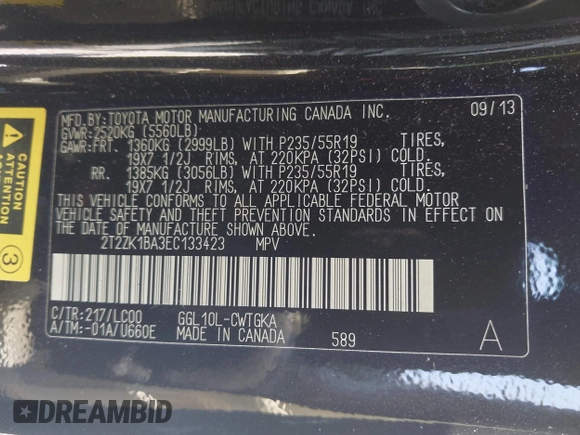 MFD.BY:TOYOTA MOTOR MANUFACTURING CANADA INC. 09/13
GVWR:2520KG (5560LB)
GAWR:FRT. 1360KG (2999LB) WITH P235/55R19 TIRES,
19X7 1/2J RIMS, AT 220KPA (32PSI) COLD.
RR. 1385KG (3056LB) WITH P235/55R19 TIRES,
19X7 1/2J RIMS, AT 220KPA (32PSI) COLD.
THIS VEHICLE CONFORMS TO ALL APPLICABLE FEDERAL MOTOR
VEHICLE SAFETY AND THEFT PREVENTION STANDARDS IN EFFECT ON
THE DATE OF MANUFACTURE SHOWN ABOVE.
2T2ZK1BA3EC133423 MPV
C/TR:217/LC00 GGL10L-CWTGKA
A/TM:-01A/U660E MADE IN CANADA 589 A
3
DREAMBID